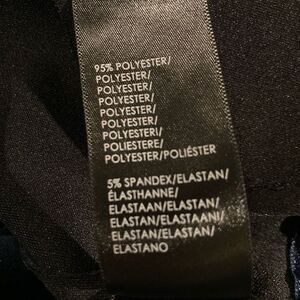 95% POLYESTER/
POLYESTER/
POLYESTER/
POLYESTER/
POLYESTER/
POLYESTER/
POLYESTERI/
POLIESTERE/
POLYESTER/POLIÉSTER
5% SPANDEX/ELASTAN/
ÉLASTHANNE/
ELASTAAN/ELASTAN/
ELASTAN/ELASTAANI/
ELASTAN/ELASTAN/
ELASTANO